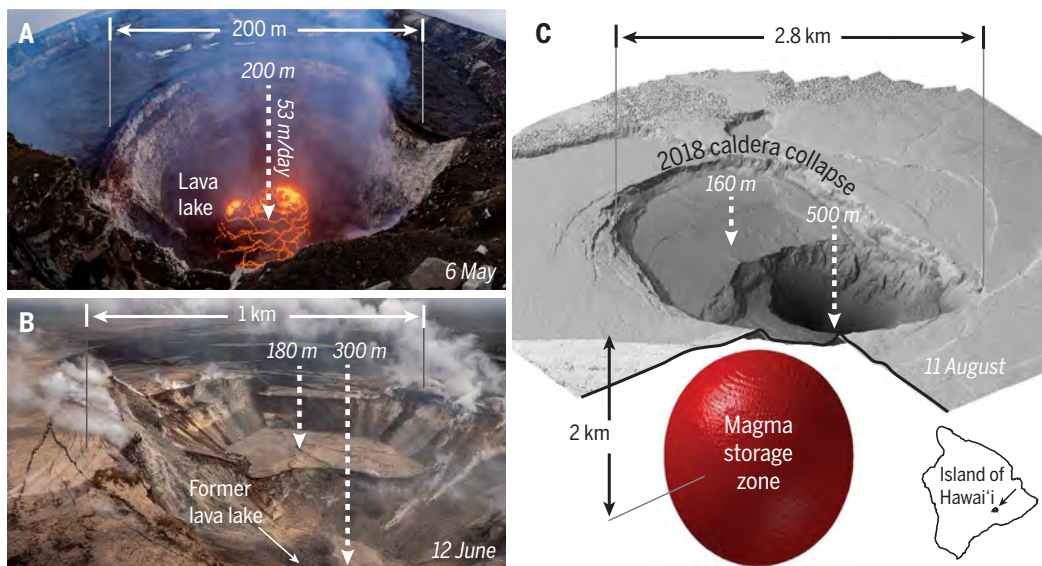 A
200 m
200 m
53 m/day
Lava
lake
6 May
B
1 km
180 m
300 m
Former
lava lake
12 June
C
2.8 km
2018 caldera collapse
160 m
500 m
11 August
2 km
Magma
storage
zone
Island of
Hawai‘i